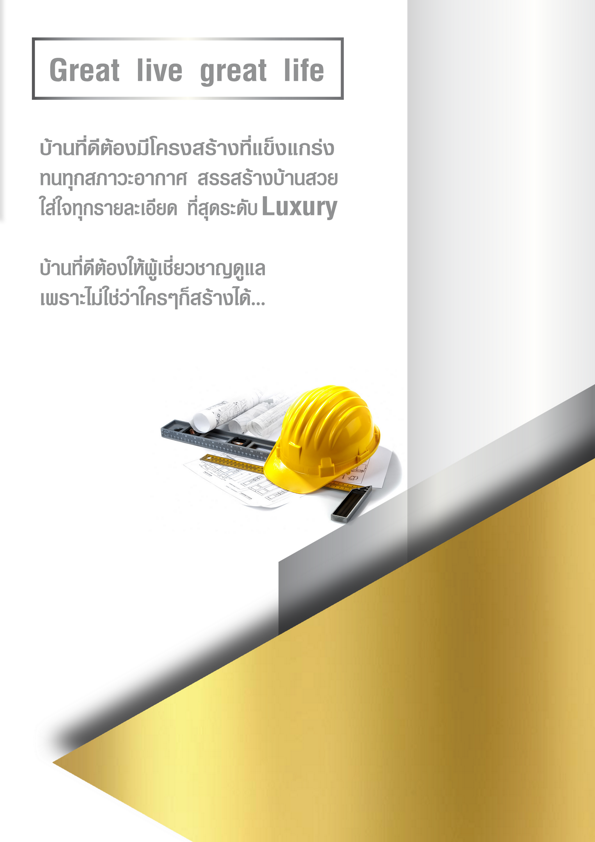 Great live great life
บ้านที่ดีต้องมีโครงสร้างที่แข็งแกร่ง
ทนทุกสภาวะอากาศ สรรสร้างบ้านสวย
ใส่ใจทุกรายละเอียด ที่สุดระดับ Luxury
บ้านที่ดีต้องให้ผู้เชี่ยวชาญดูแล
เพราะไม่ใช่ว่าใครๆก็สร้างได้...